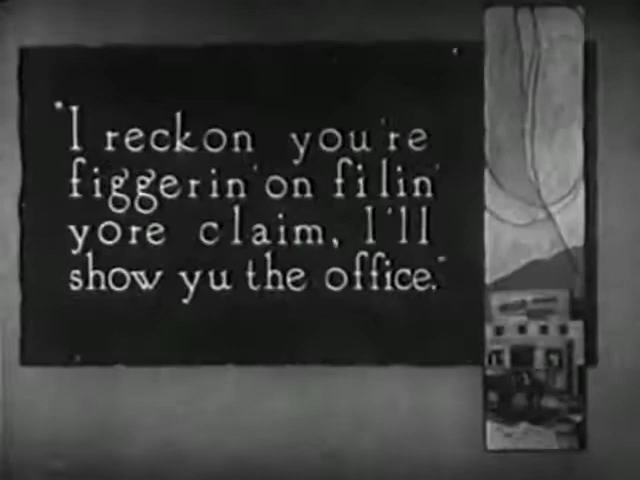 "I reckon you're
figgerin' on filin'
yore claim, I'll
show yu the office."